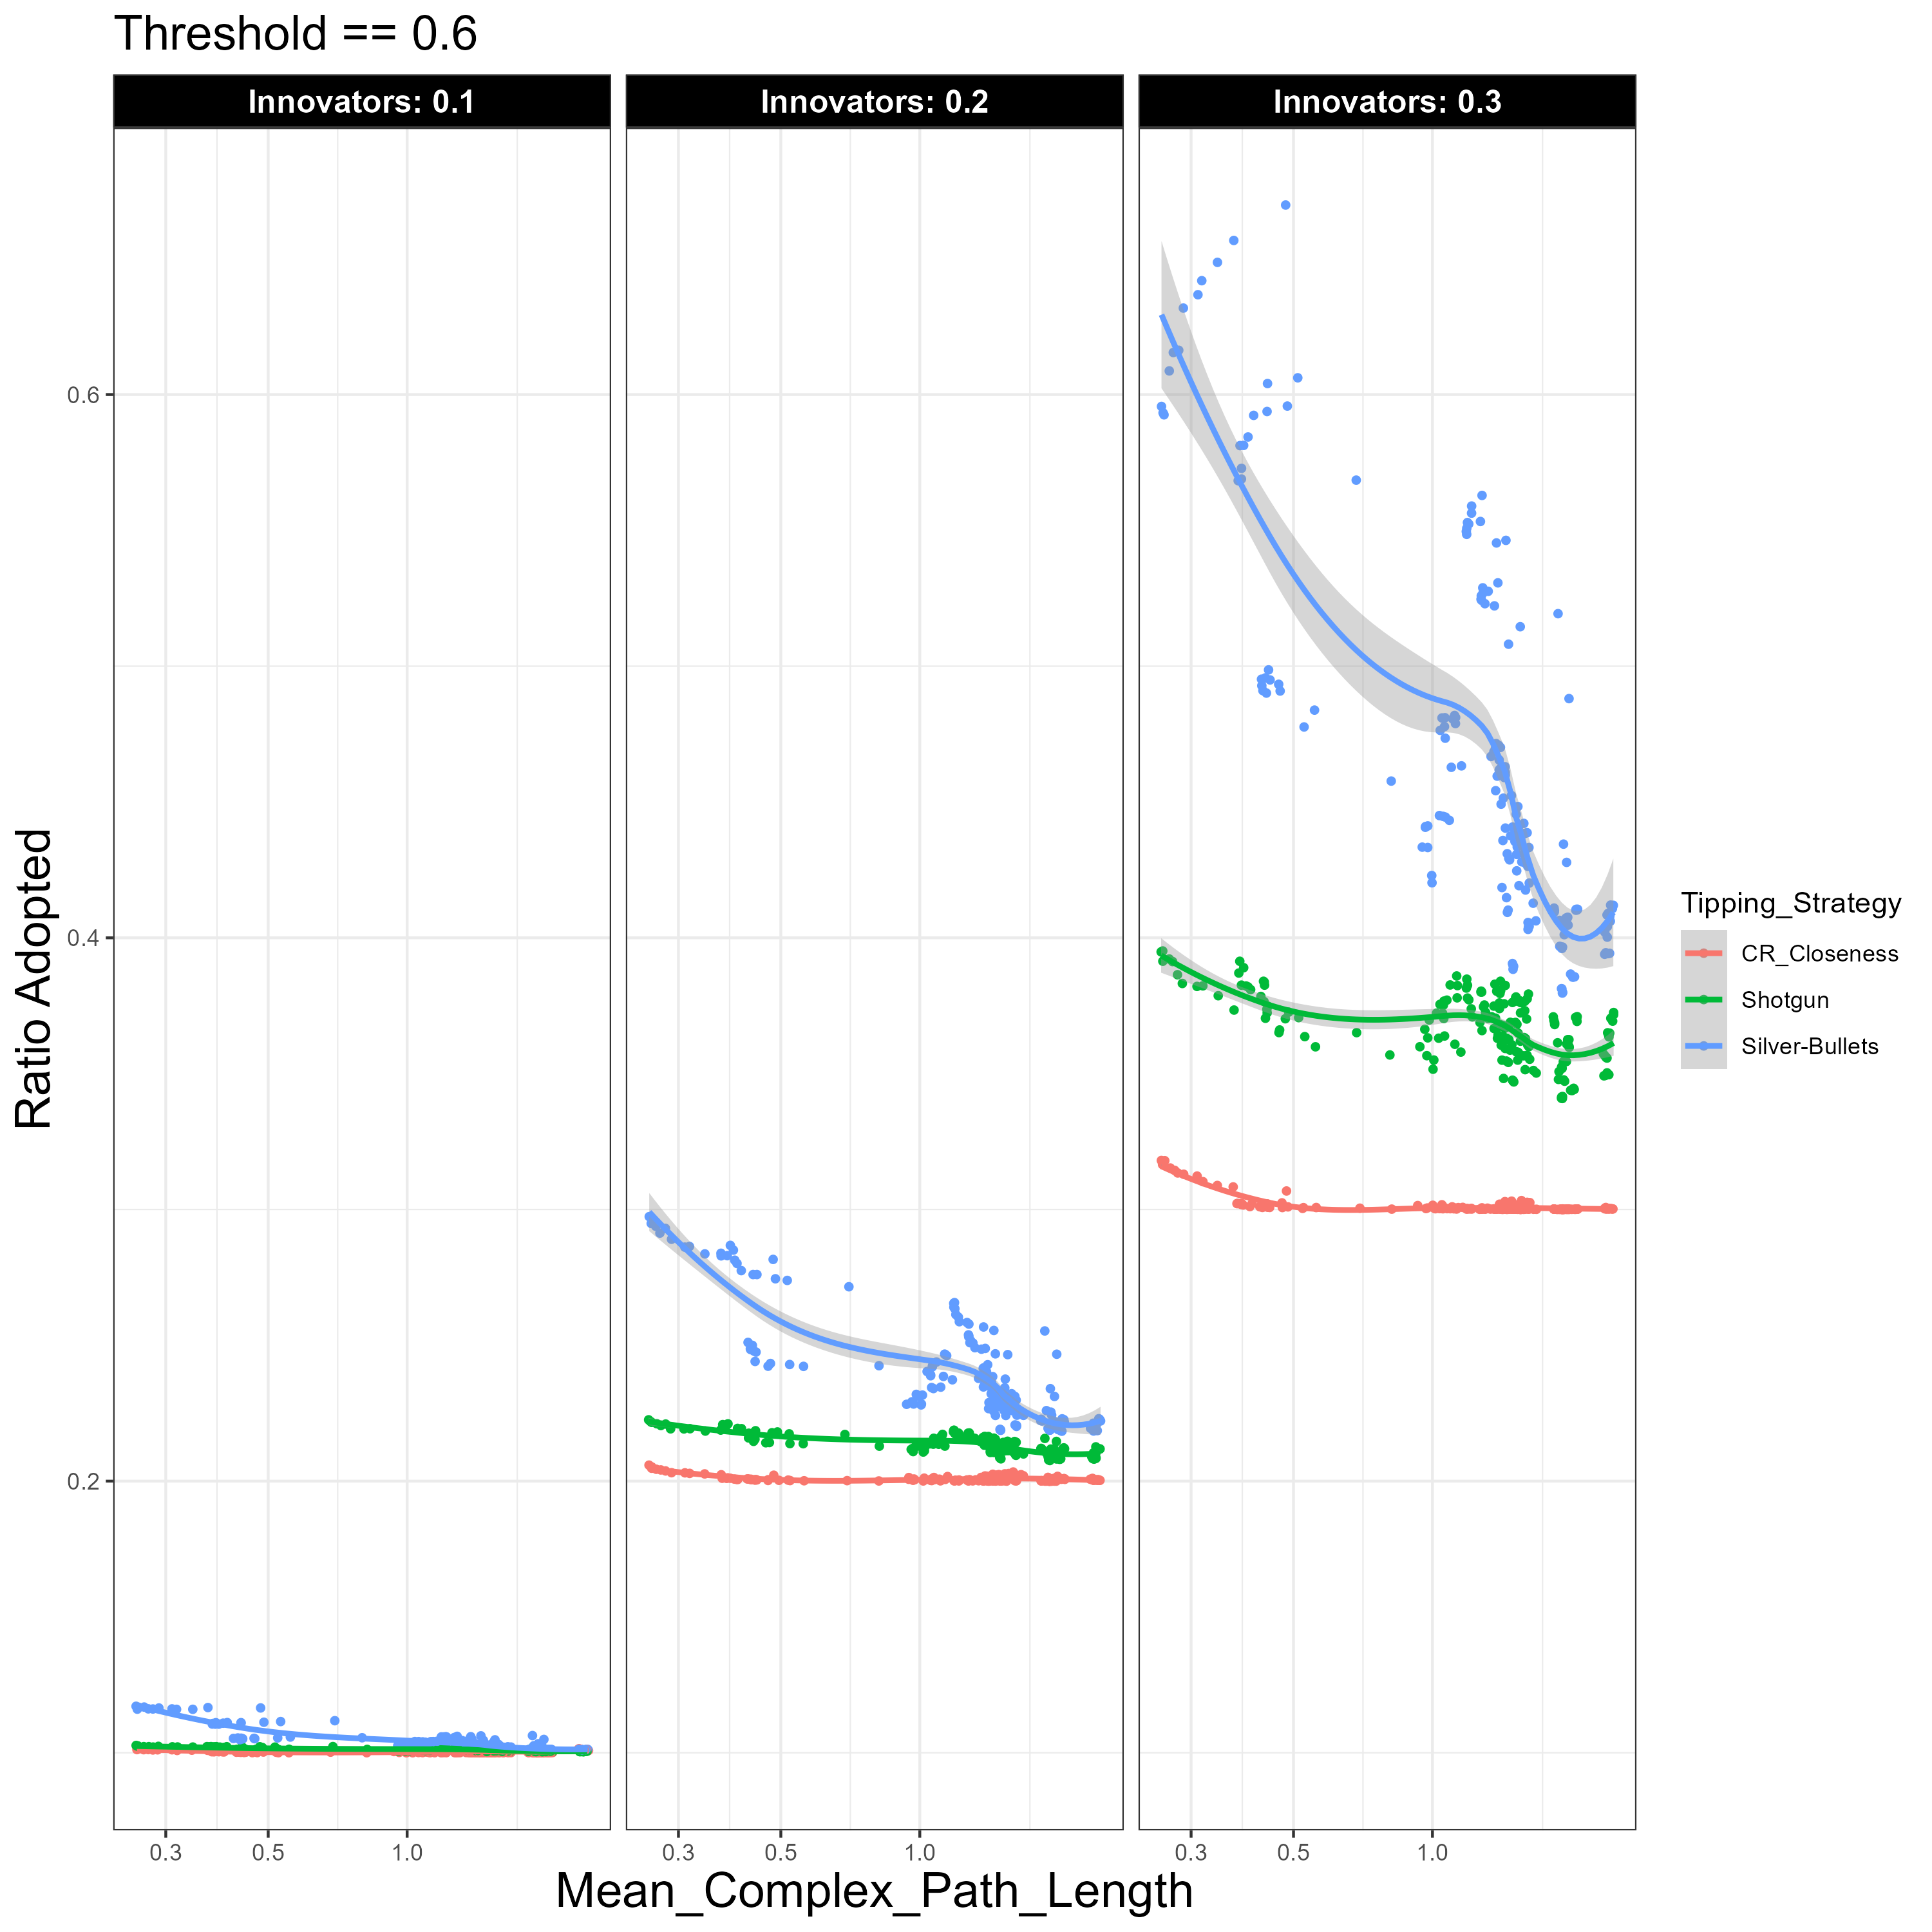 Threshold == 0.6
Innovators: 0.1
Innovators: 0.2
Innovators: 0.3
Ratio Adopted
0.6
0.4
0.2
0.3 0.5 1.0
0.3 0.5 1.0
0.3 0.5 1.0
Mean_Complex_Path_Length
Tipping_Strategy
CR_Closeness
Shotgun
Silver-Bullets